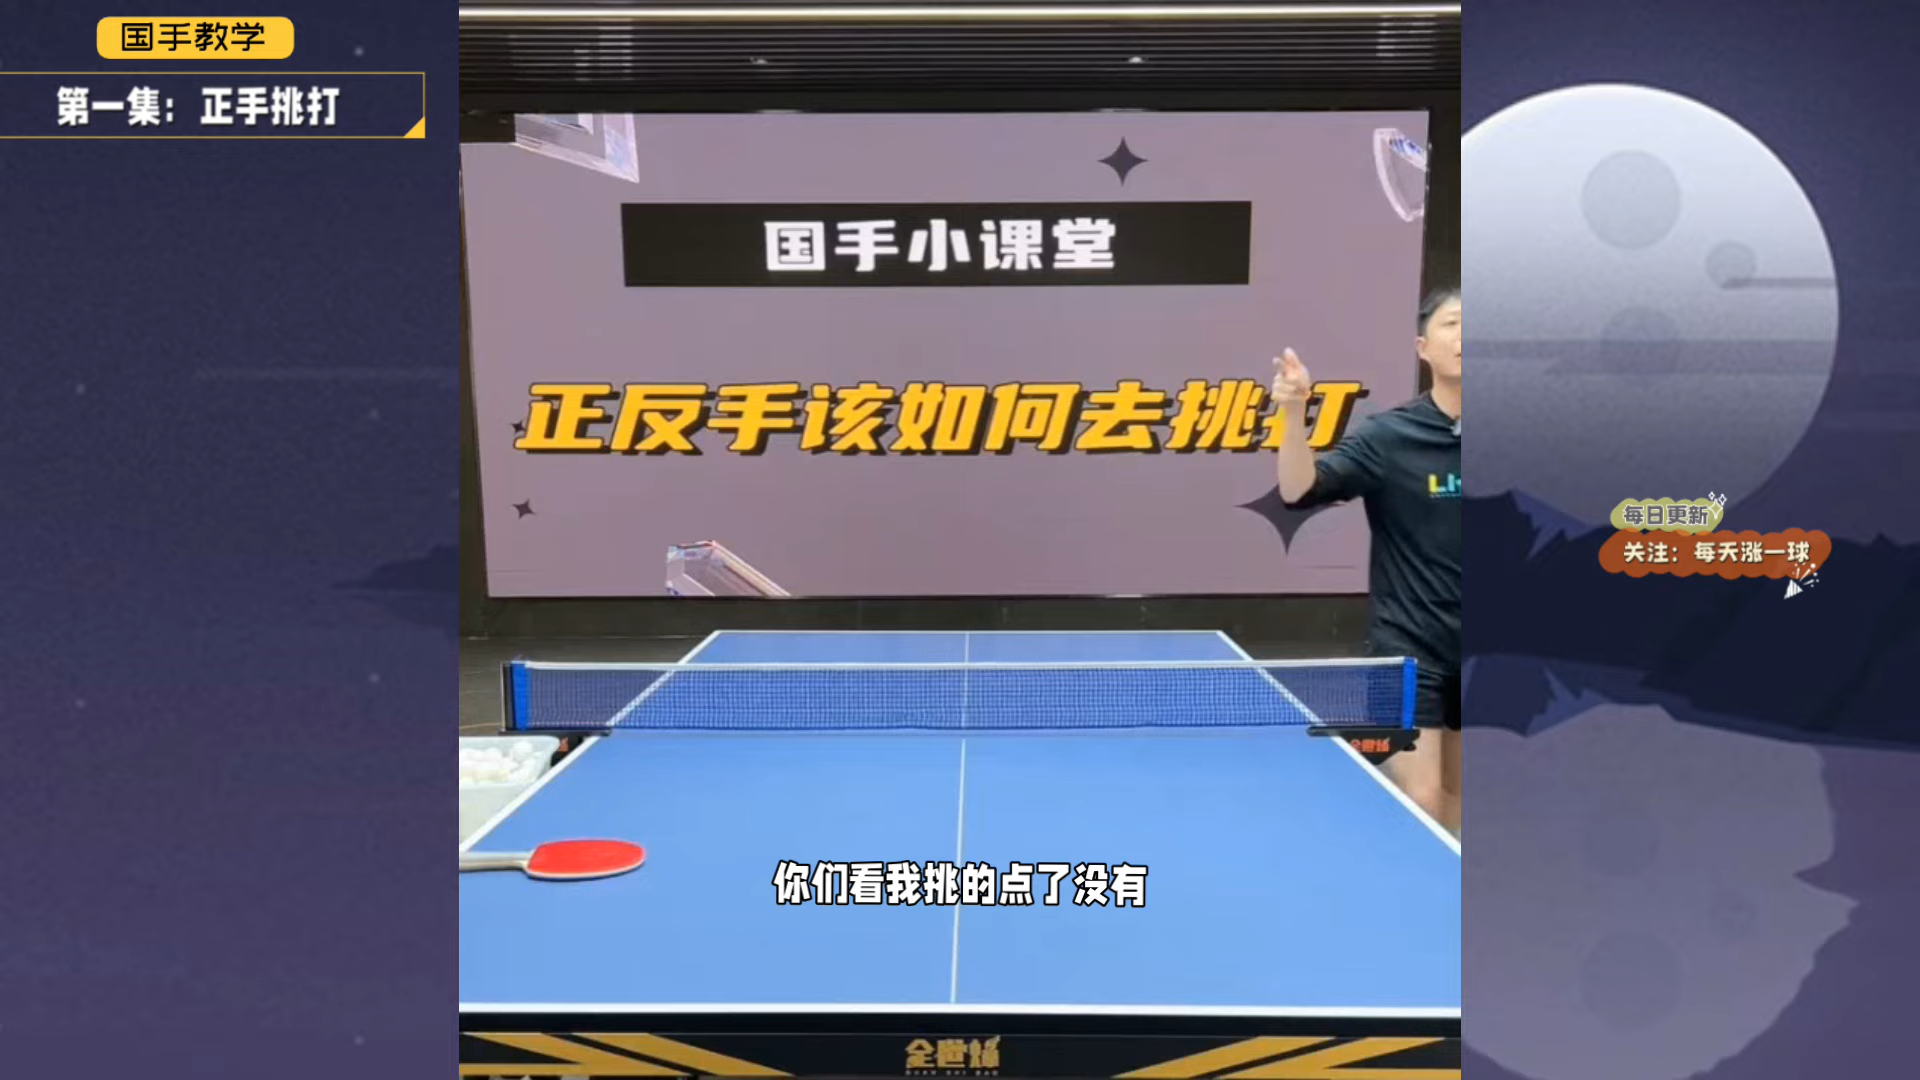 国手教学
第一集：正手挑打
国手小课堂
正反手该如何去挑打
每日更新
关注：每天涨一球
你们看我挑的点了没有